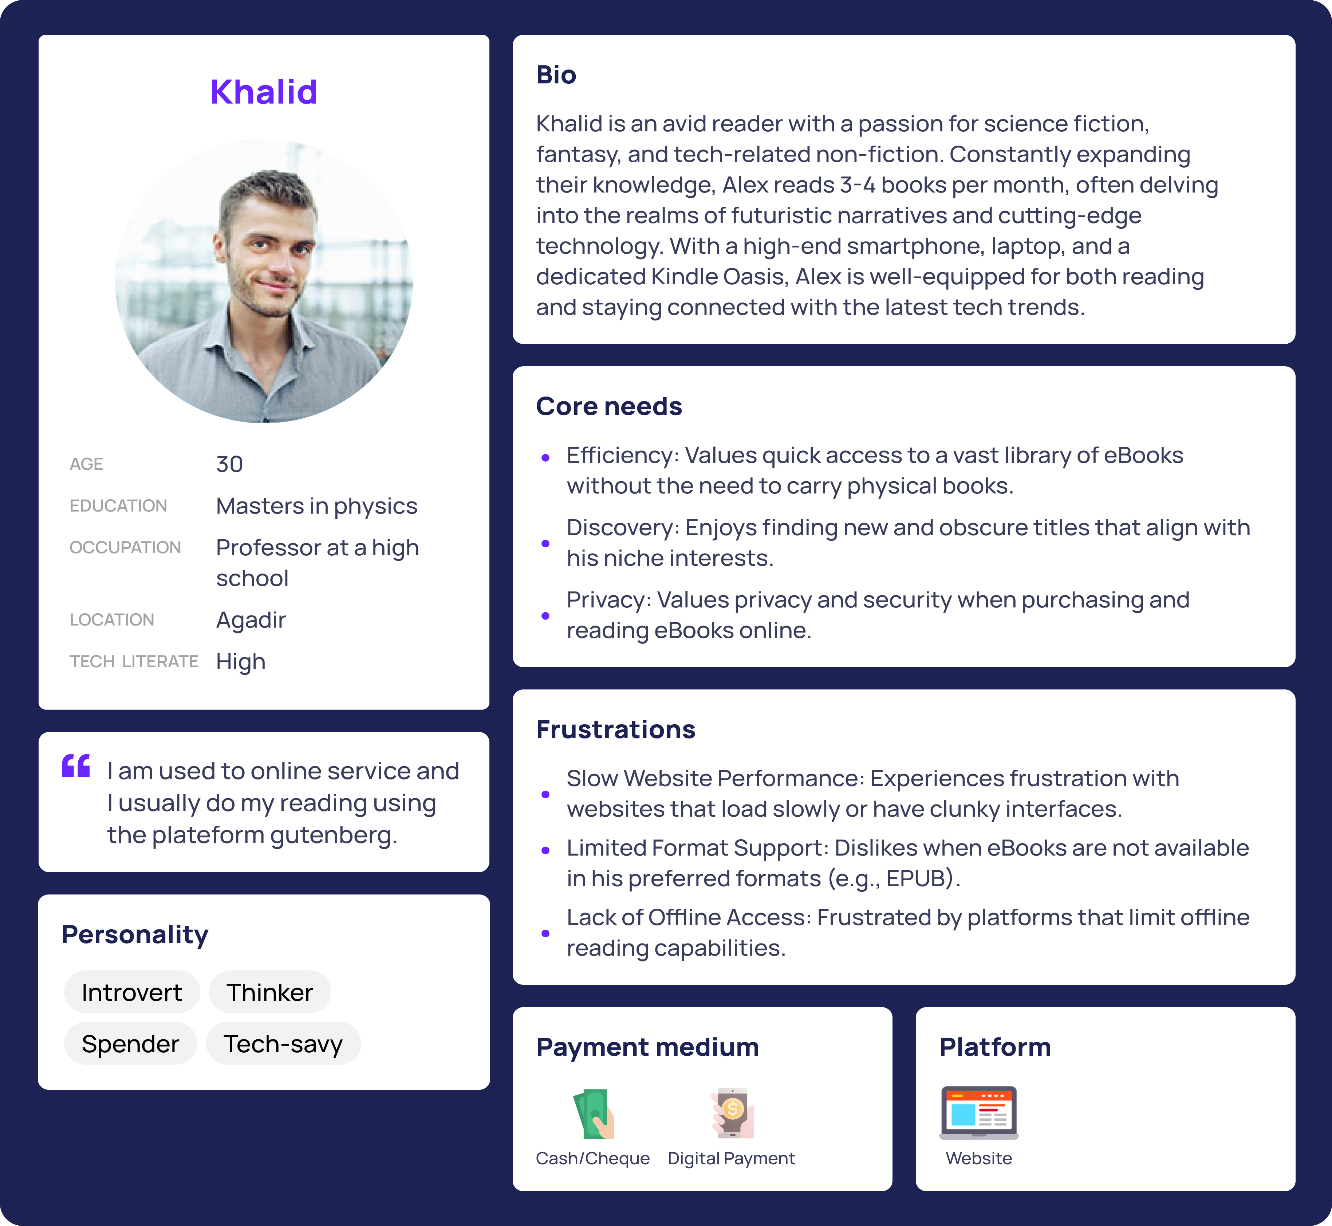 Khalid
AGE 30
EDUCATION Masters in physics
OCCUPATION Professor at a high
school
LOCATION Agadir
TECH LITERATE High
“ I am used to online service and
I usually do my reading using
the plateform gutenberg.
Personality
Introvert Thinker
Spender Tech-savy
Bio
Khalid is an avid reader with a passion for science fiction,
fantasy, and tech-related non-fiction. Constantly expanding
their knowledge, Alex reads 3-4 books per month, often delving
into the realms of futuristic narratives and cutting-edge
technology. With a high-end smartphone, laptop, and a
dedicated Kindle Oasis, Alex is well-equipped for both reading
and staying connected with the latest tech trends.
Core needs
• Efficiency: Values quick access to a vast library of eBooks
without the need to carry physical books.
• Discovery: Enjoys finding new and obscure titles that align with
his niche interests.
• Privacy: Values privacy and security when purchasing and
reading eBooks online.
Frustrations
• Slow Website Performance: Experiences frustration with
websites that load slowly or have clunky interfaces.
• Limited Format Support: Dislikes when eBooks are not available
in his preferred formats (e.g., EPUB).
• Lack of Offline Access: Frustrated by platforms that limit offline
reading capabilities.
Payment medium
Cash/Cheque Digital Payment
Platform
Website